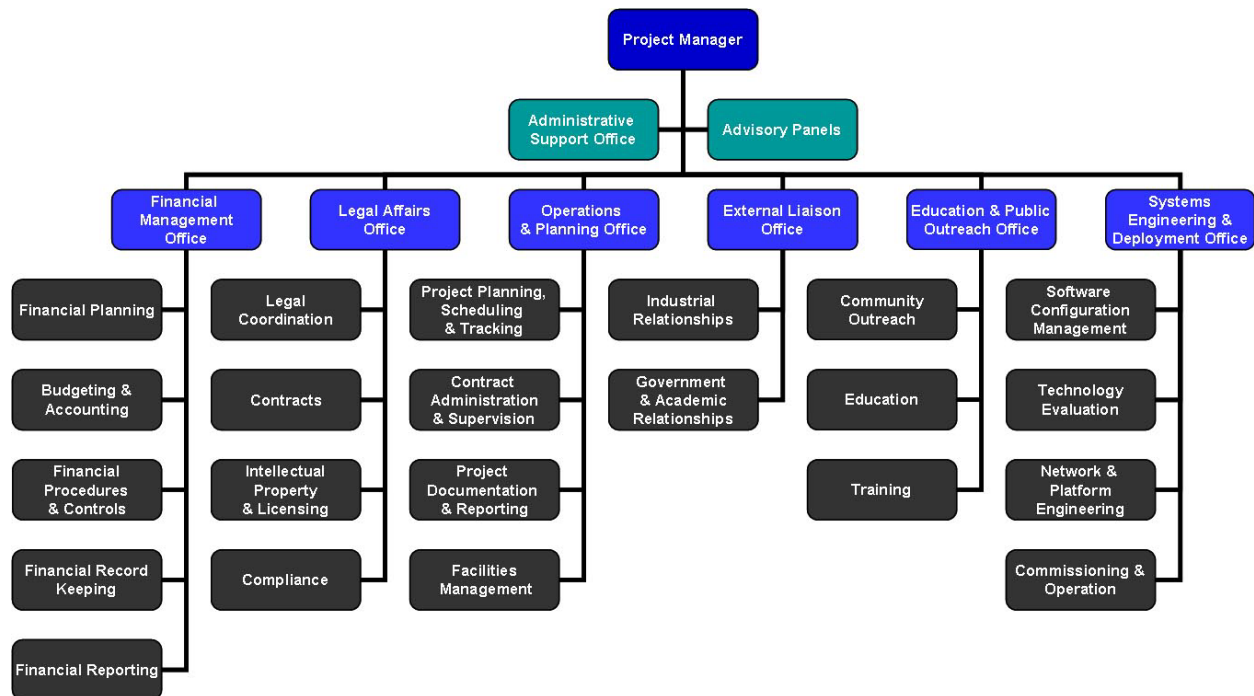 Project Manager
Administrative
Support Office
Advisory Panels
Financial
Management
Office
Legal Affairs
Office
Operations
& Planning Office
External Liaison
Office
Education & Public
Outreach Office
Systems
Engineering &
Deployment Office
Financial Planning
Budgeting &
Accounting
Financial
Procedures
& Controls
Financial Record
Keeping
Financial Reporting
Legal
Coordination
Contracts
Intellectual
Property
& Licensing
Compliance
Project Planning,
Scheduling
& Tracking
Contract
Administration
& Supervision
Project
Documentation
& Reporting
Facilities
Management
Industrial
Relationships
Government
& Academic
Relationships
Community
Outreach
Education
Training
Software
Configuration
Management
Technology
Evaluation
Network &
Platform
Engineering
Commissioning &
Operation